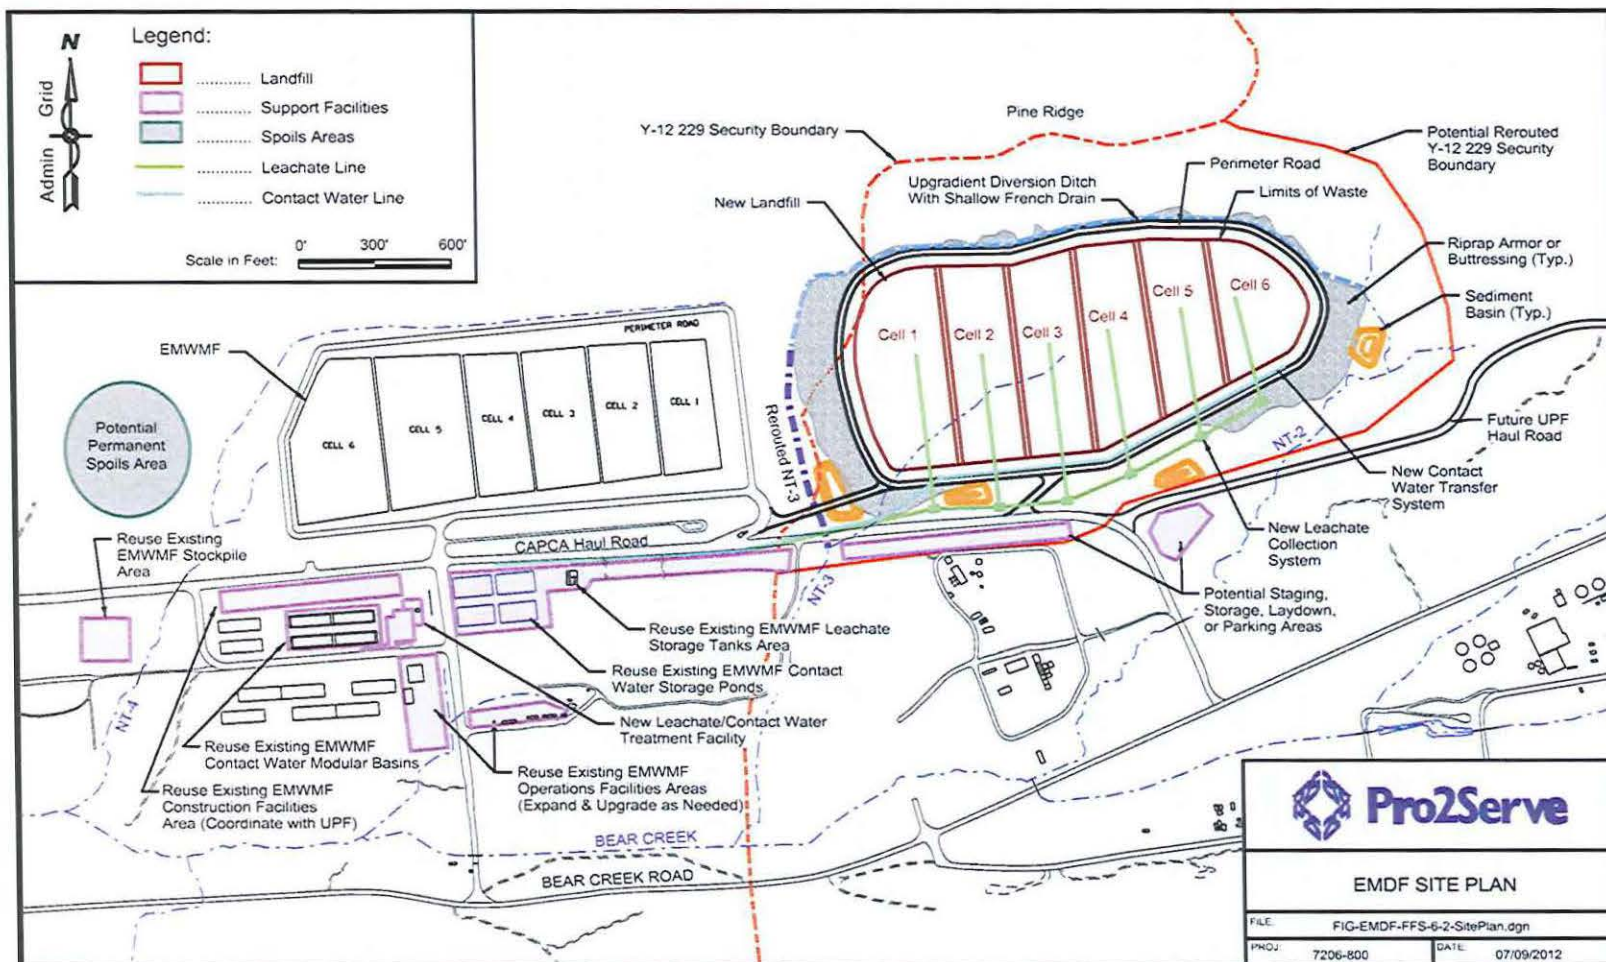 N
Admin Grid
Legend:
.......... Landfill
.......... Support Facilities
.......... Spoils Areas
.......... Leachate Line
.......... Contact Water Line
0' 300' 600'
Scale in Feet:
Pine Ridge
Y-12 229 Security Boundary
Potential Rerouted
Y-12 229 Security
Boundary
Perimeter Road
Upgradient Diversion Ditch
With Shallow French Drain
Limits of Waste
New Landfill
Riprap Armor or
Buttressing (Typ.)
Sediment
Basin (Typ.)
Cell 1
Cell 2
Cell 3
Cell 4
Cell 5
Cell 6
EMWMF
PERIMETER ROAD
CELL 6
CELL 5
CELL 4
CELL 3
CELL 2
CELL 1
Potential
Permanent
Spoils Area
Rerouted NT-3
NT-2
Future UPF
Haul Road
New Contact
Water Transfer
System
New Leachate
Collection
System
Reuse Existing
EMWMF Stockpile
Area
CAPCA Haul Road
NT-3
Potential Staging,
Storage, Laydown,
or Parking Areas
Reuse Existing EMWMF Leachate
Storage Tanks Area
Reuse Existing EMWMF Contact
Water Storage Ponds
New Leachate/Contact Water
Treatment Facility
NT-4
Reuse Existing EMWMF
Contact Water Modular Basins
Reuse Existing EMWMF
Operations Facilities Areas
(Expand & Upgrade as Needed)
Reuse Existing EMWMF
Construction Facilities
Area (Coordinate with UPF)
BEAR CREEK
BEAR CREEK ROAD
Pro2Serve
EMDF SITE PLAN
FILE: FIG-EMDF-FFS-6-2-SitePlan.dgn
PROJ: 7206-800 DATE: 07/09/2012